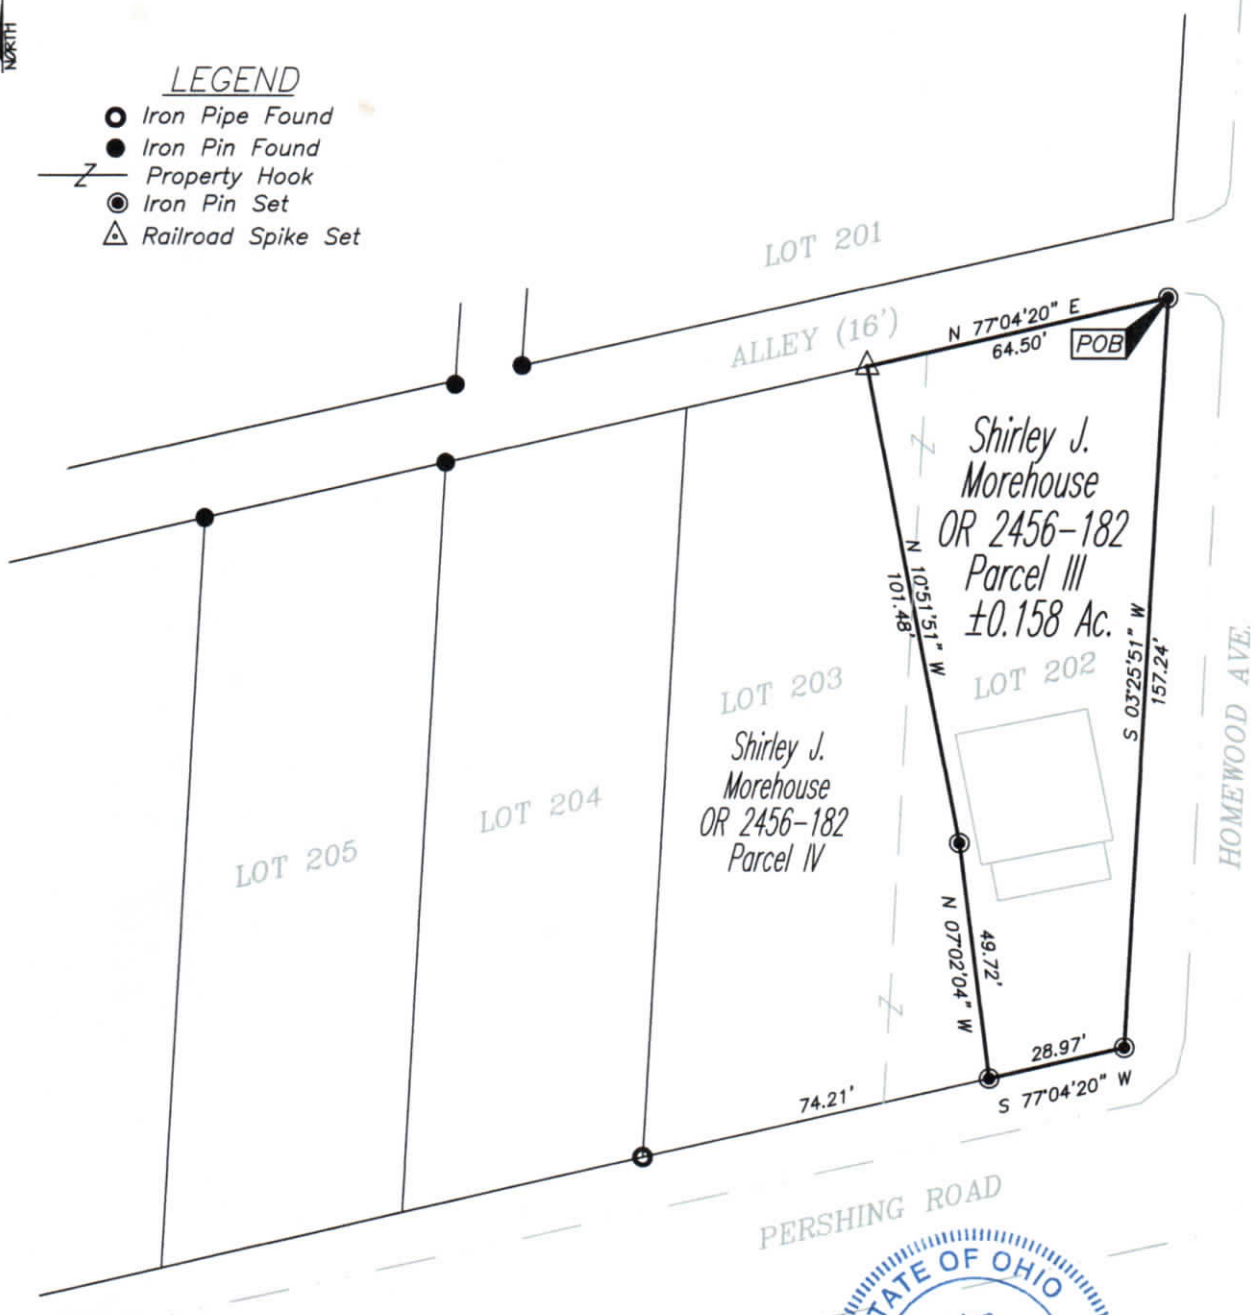 NORTH
LEGEND
Iron Pipe Found
Iron Pin Found
Z Property Hook
Iron Pin Set
Railroad Spike Set
LOT 201
ALLEY (16')
N 77°04'20" E
64.50'
POB
Shirley J.
Morehouse
OR 2456-182
Parcel III
±0.158 Ac.
Z
N 10°51'51" W
101.48'
S 03°25'51" W
157.24'
HOMEWOOD AVE.
LOT 202
LOT 203
Shirley J.
Morehouse
OR 2456-182
Parcel IV
LOT 204
LOT 205
N 07°02'04" W
49.72'
Z
28.97'
S 77°04'20" W
74.21'
PERSHING ROAD
STATE OF OHIO